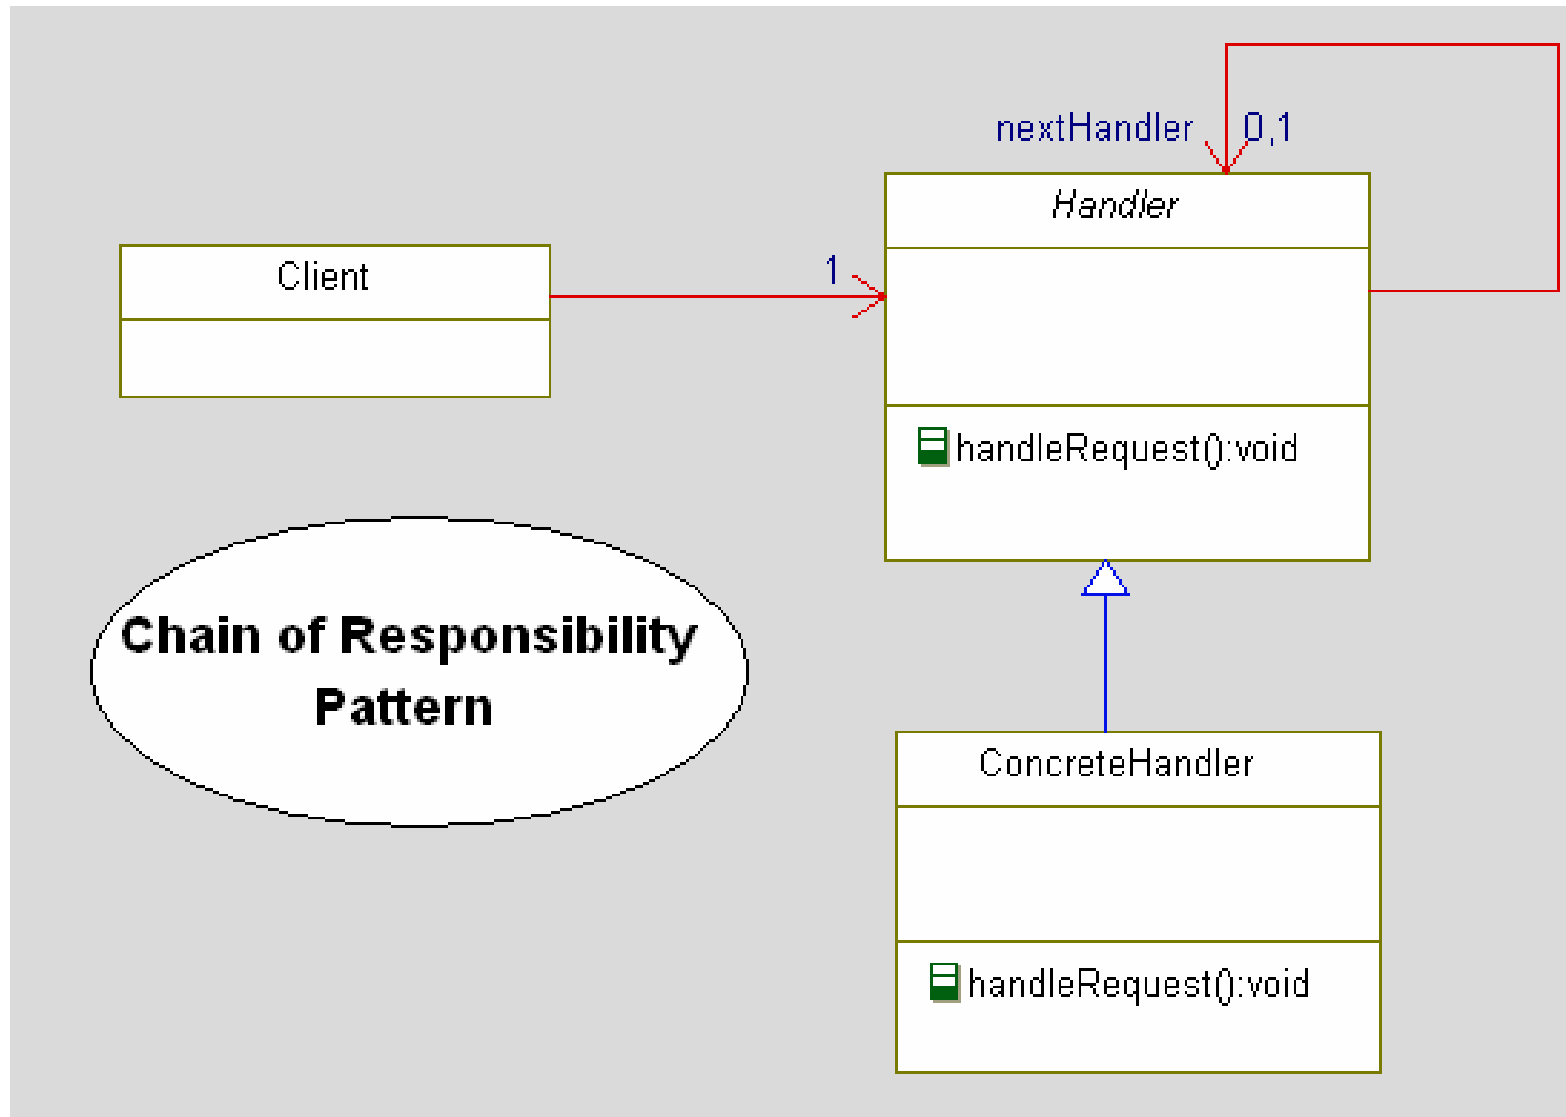 nextHandler 0,1
Handler
Client
1
handleRequest():void
Chain of Responsibility
Pattern
ConcreteHandler
handleRequest():void